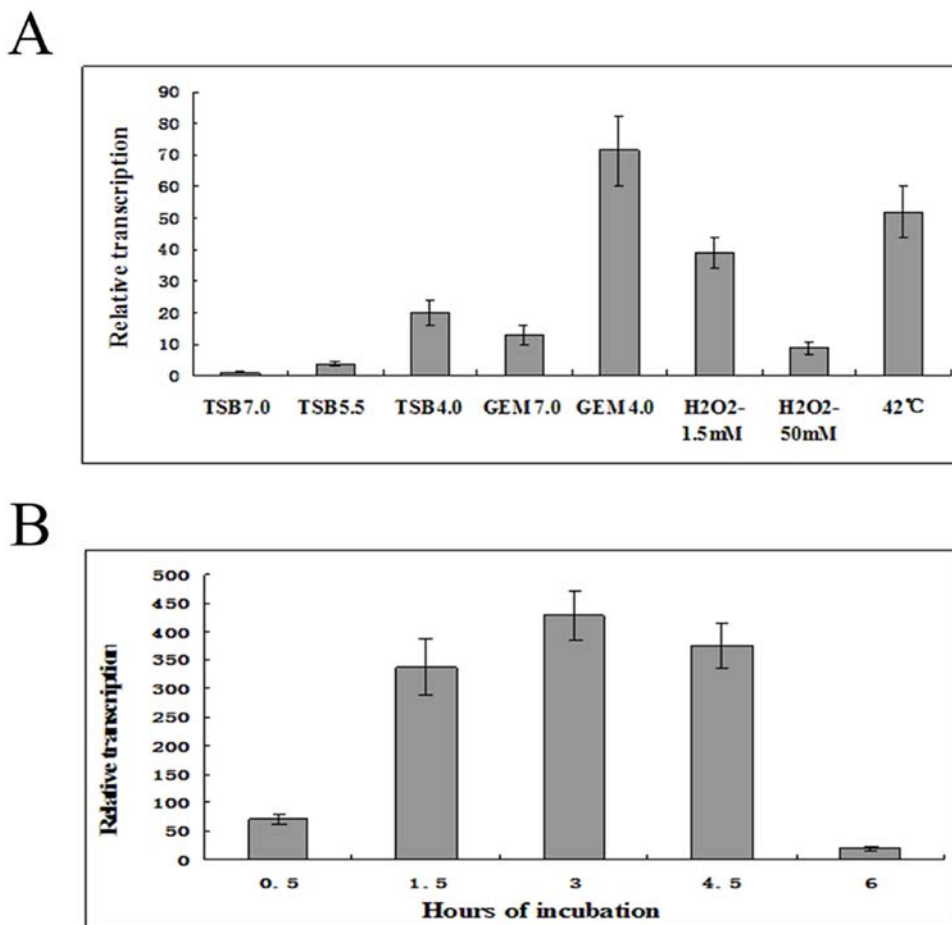 A
Relative transcription
90
80
70
60
50
40
30
20
10
0
TSB7.0 TSB5.5 TSB4.0 GEM7.0 GEM4.0 H2O2- H2O2- 42℃
1.5mM 50mM
B
Relative transcription
500
450
400
350
300
250
200
150
100
50
0
0.5 1.5 3 4.5 6
Hours of incubation